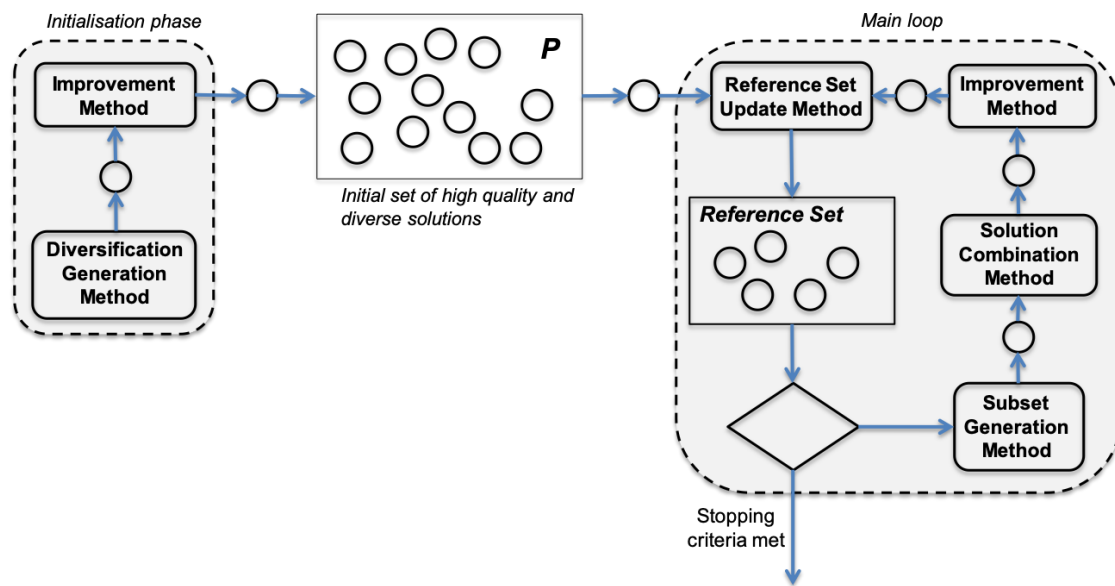 Initialisation phase
Improvement
Method
Diversification
Generation
Method
P
Initial set of high quality and
diverse solutions
Main loop
Reference Set
Update Method
Improvement
Method
Reference Set
Solution
Combination
Method
Subset
Generation
Method
Stopping
criteria met